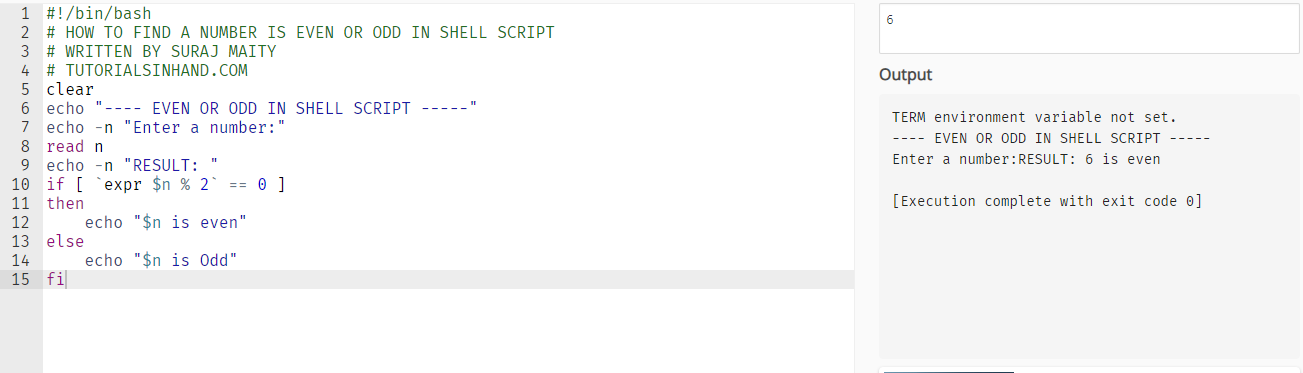 1 #!/bin/bash
2 # HOW TO FIND A NUMBER IS EVEN OR ODD IN SHELL SCRIPT
3 # WRITTEN BY SURAJ MAITY
4 # TUTORIALSINHAND.COM
5 clear
6 echo "---- EVEN OR ODD IN SHELL SCRIPT -----"
7 echo -n "Enter a number:"
8 read n
9 echo -n "RESULT: "
10 if [ `expr $n % 2` == 0 ]
11 then
12     echo "$n is even"
13 else
14     echo "$n is Odd"
15 fi
6
Output
TERM environment variable not set.
---- EVEN OR ODD IN SHELL SCRIPT -----
Enter a number:RESULT: 6 is even
[Execution complete with exit code 0]